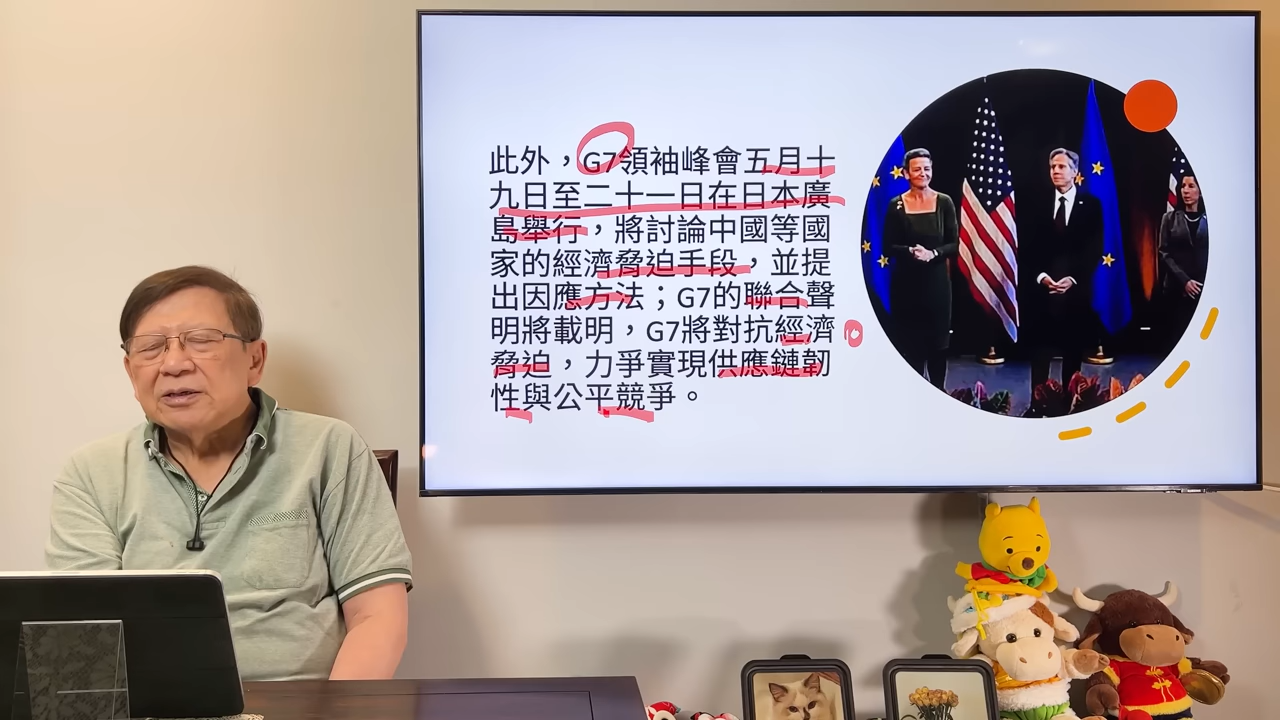 此外，G7領袖峰會五月十
九日至二十一日在日本廣
島舉行，將討論中國等國
家的經濟脅迫手段，並提
出因應方法；G7的聯合聲
明將載明，G7將對抗經濟
脅迫，力爭實現供應鏈韌
性與公平競爭。